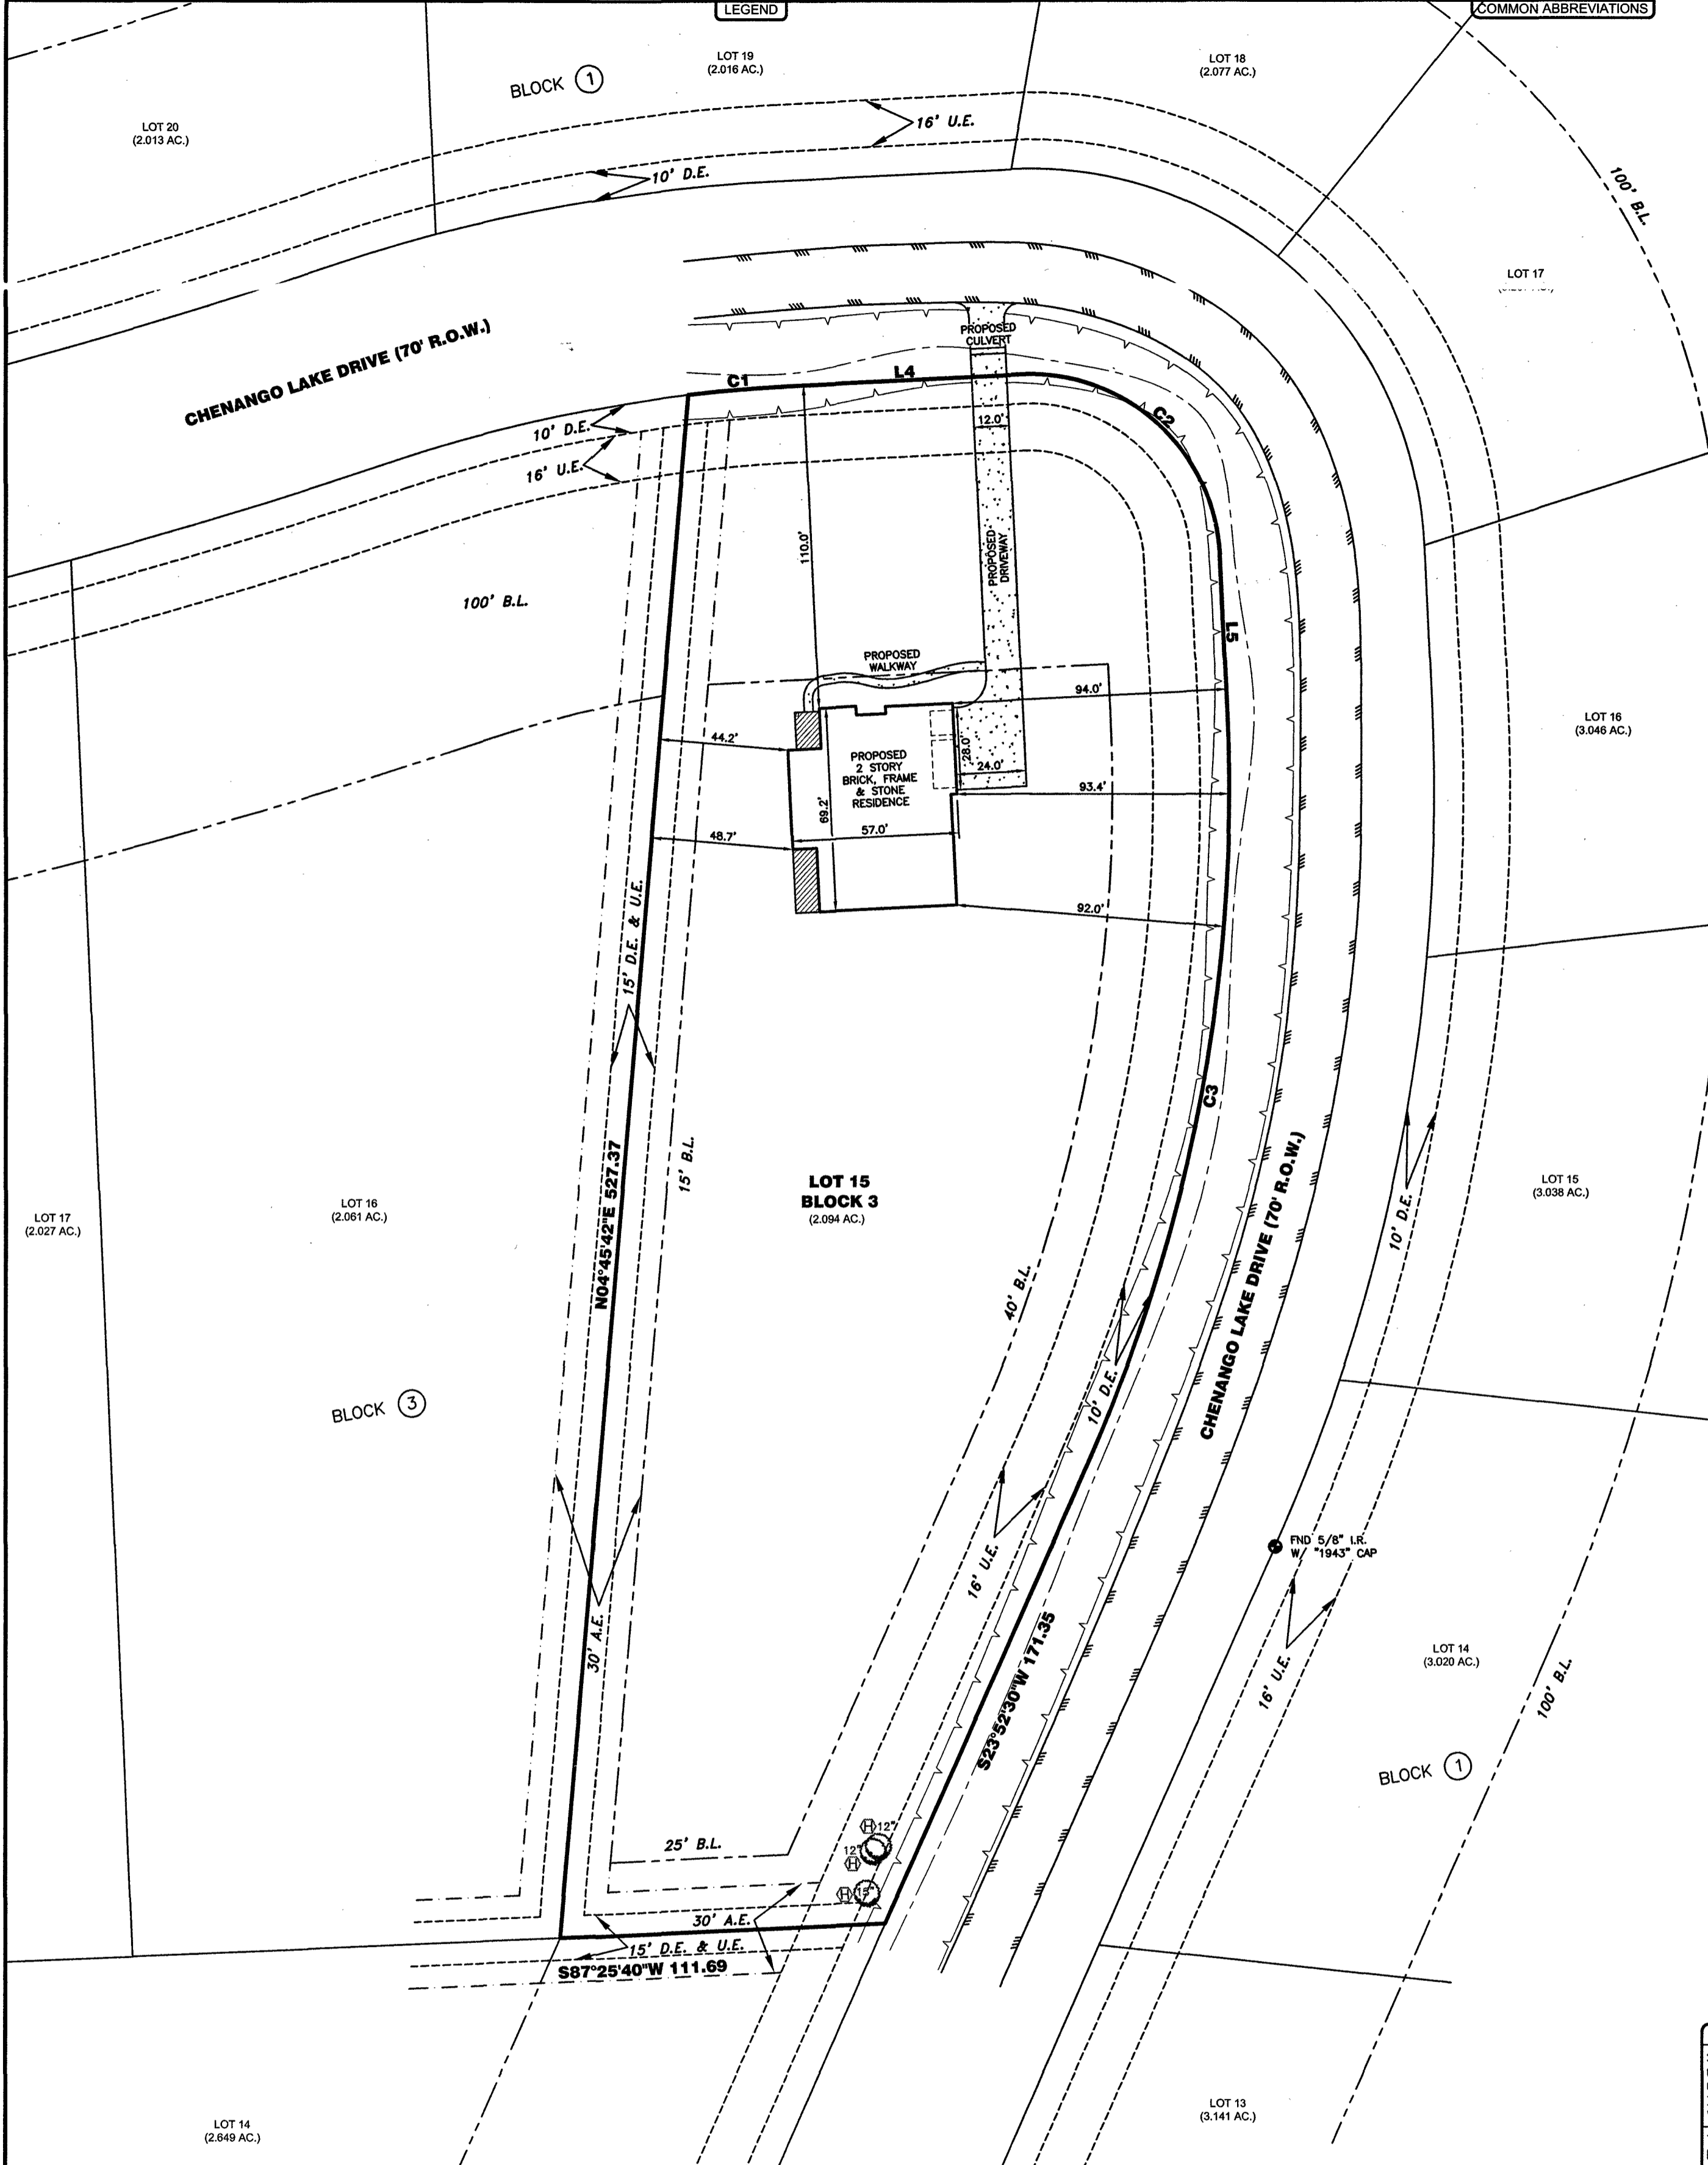 LEGEND
COMMON ABBREVIATIONS
LOT 19
(2.016 AC.)
LOT 18
(2.077 AC.)
BLOCK 1
LOT 20
(2.013 AC.)
16' U.E.
10' D.E.
100' B.L.
LOT 17
CHENANGO LAKE DRIVE (70' R.O.W.)
PROPOSED
CULVERT
C1
L4
C2
12.0'
10' D.E.
16' U.E.
110.0'
PROPOSED
DRIVEWAY
100' B.L.
L5
PROPOSED
WALKWAY
94.0'
LOT 16
(3.046 AC.)
44.2'
PROPOSED
2 STORY
BRICK, FRAME
& STONE
RESIDENCE
28.0'
24.0'
93.4'
69.2'
57.0'
48.7'
92.0'
15' D.E. & U.E.
C3
15' B.L.
N04°45'42"E 527.37
LOT 15
BLOCK 3
(2.094 AC.)
LOT 16
(2.061 AC.)
LOT 17
(2.027 AC.)
CHENANGO LAKE DRIVE (70' R.O.W.)
10' D.E.
LOT 15
(3.038 AC.)
40' B.L.
10' D.E.
BLOCK 3
FND 5/8" I.R.
W/ "1943" CAP
16' U.E.
30' A.E.
S23°52'30"W 171.35
16' U.E.
LOT 14
(3.020 AC.)
100' B.L.
BLOCK 1
25' B.L.
H 12"
12"
H
H 15"
30' A.E.
15' D.E. & U.E.
S87°25'40"W 111.69
LOT 14
(2.649 AC.)
LOT 13
(3.141 AC.)